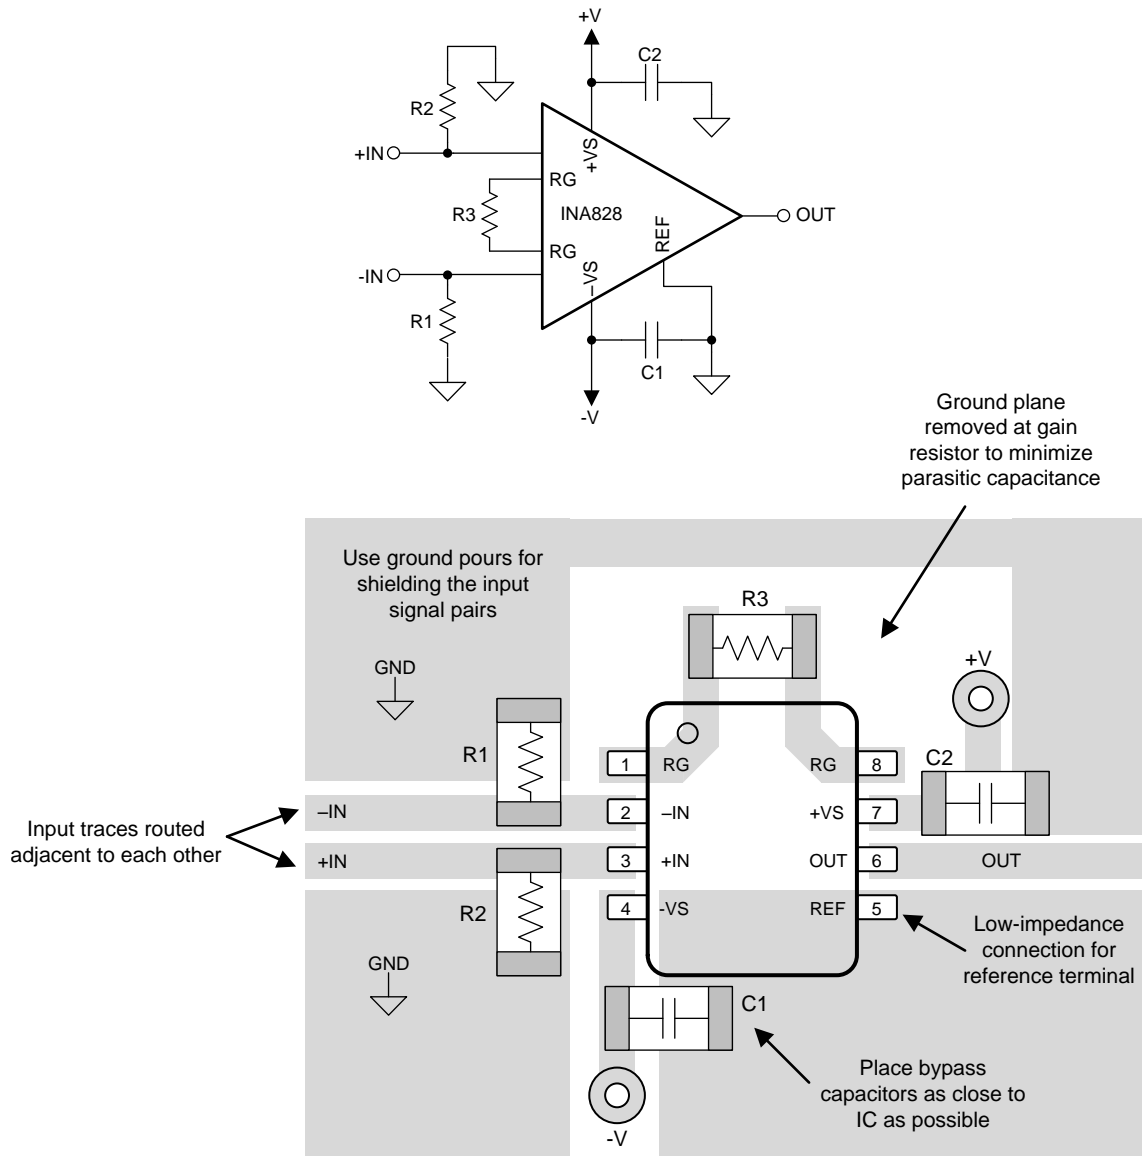 +V
C2
R2
+IN
+VS
RG
R3
INA828
OUT
REF
RG
-IN
–VS
R1
C1
-V
Ground plane
removed at gain
resistor to minimize
parasitic capacitance
Use ground pours for
shielding the input
signal pairs
R3
GND
+V
R1
C2
1
RG
RG
8
–IN
2
–IN
+VS
7
Input traces routed
adjacent to each other
+IN
3
+IN
OUT
6
OUT
R2
4
-VS
REF
5
Low-impedance
connection for
reference terminal
GND
C1
Place bypass
capacitors as close to
IC as possible
-V